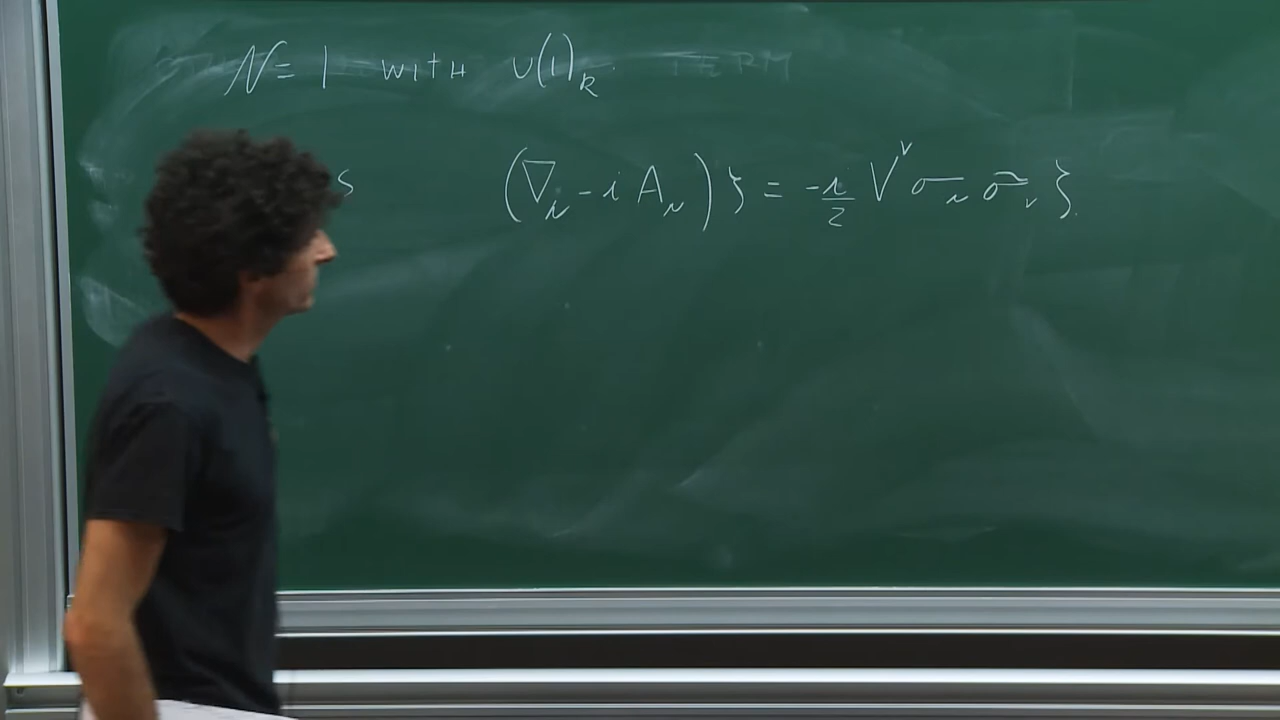 N = 1 WITH U(1)_R
S (∇_μ - i A_μ) ζ = -i/2 V^ν σ_μ σ̃_ν ζ